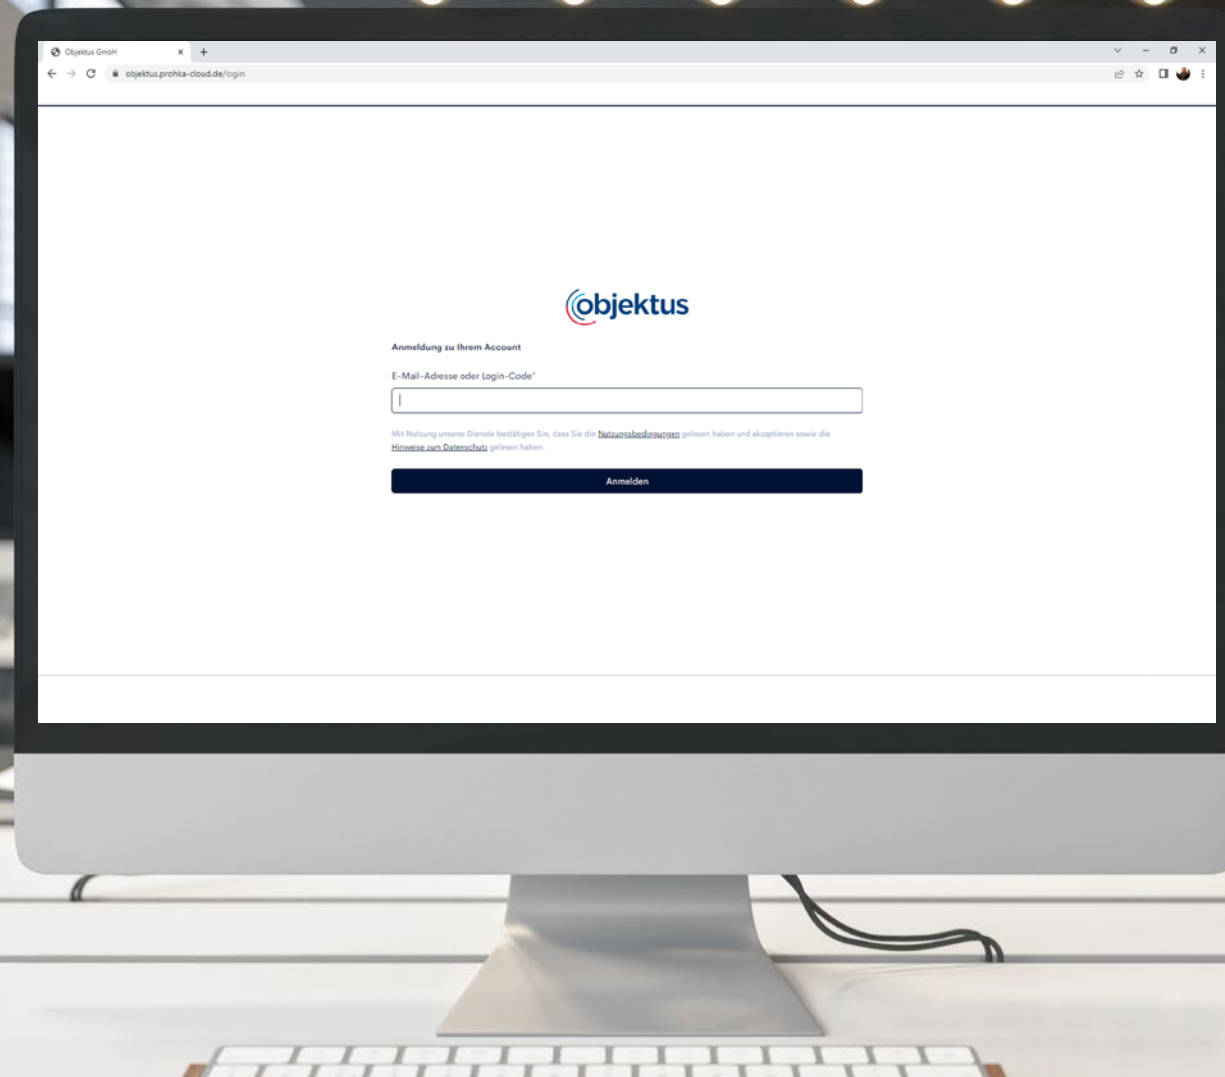 Objektus GmbH
objektus.prohka-cloud.de/login
objektus
Anmeldung zu Ihrem Account
E-Mail-Adresse oder Login-Code*
Mit Nutzung unserer Dienste bestätigen Sie, dass Sie die Nutzungsbedingungen gelesen haben und akzeptieren sowie die
Hinweise zum Datenschutz gelesen haben.
Anmelden